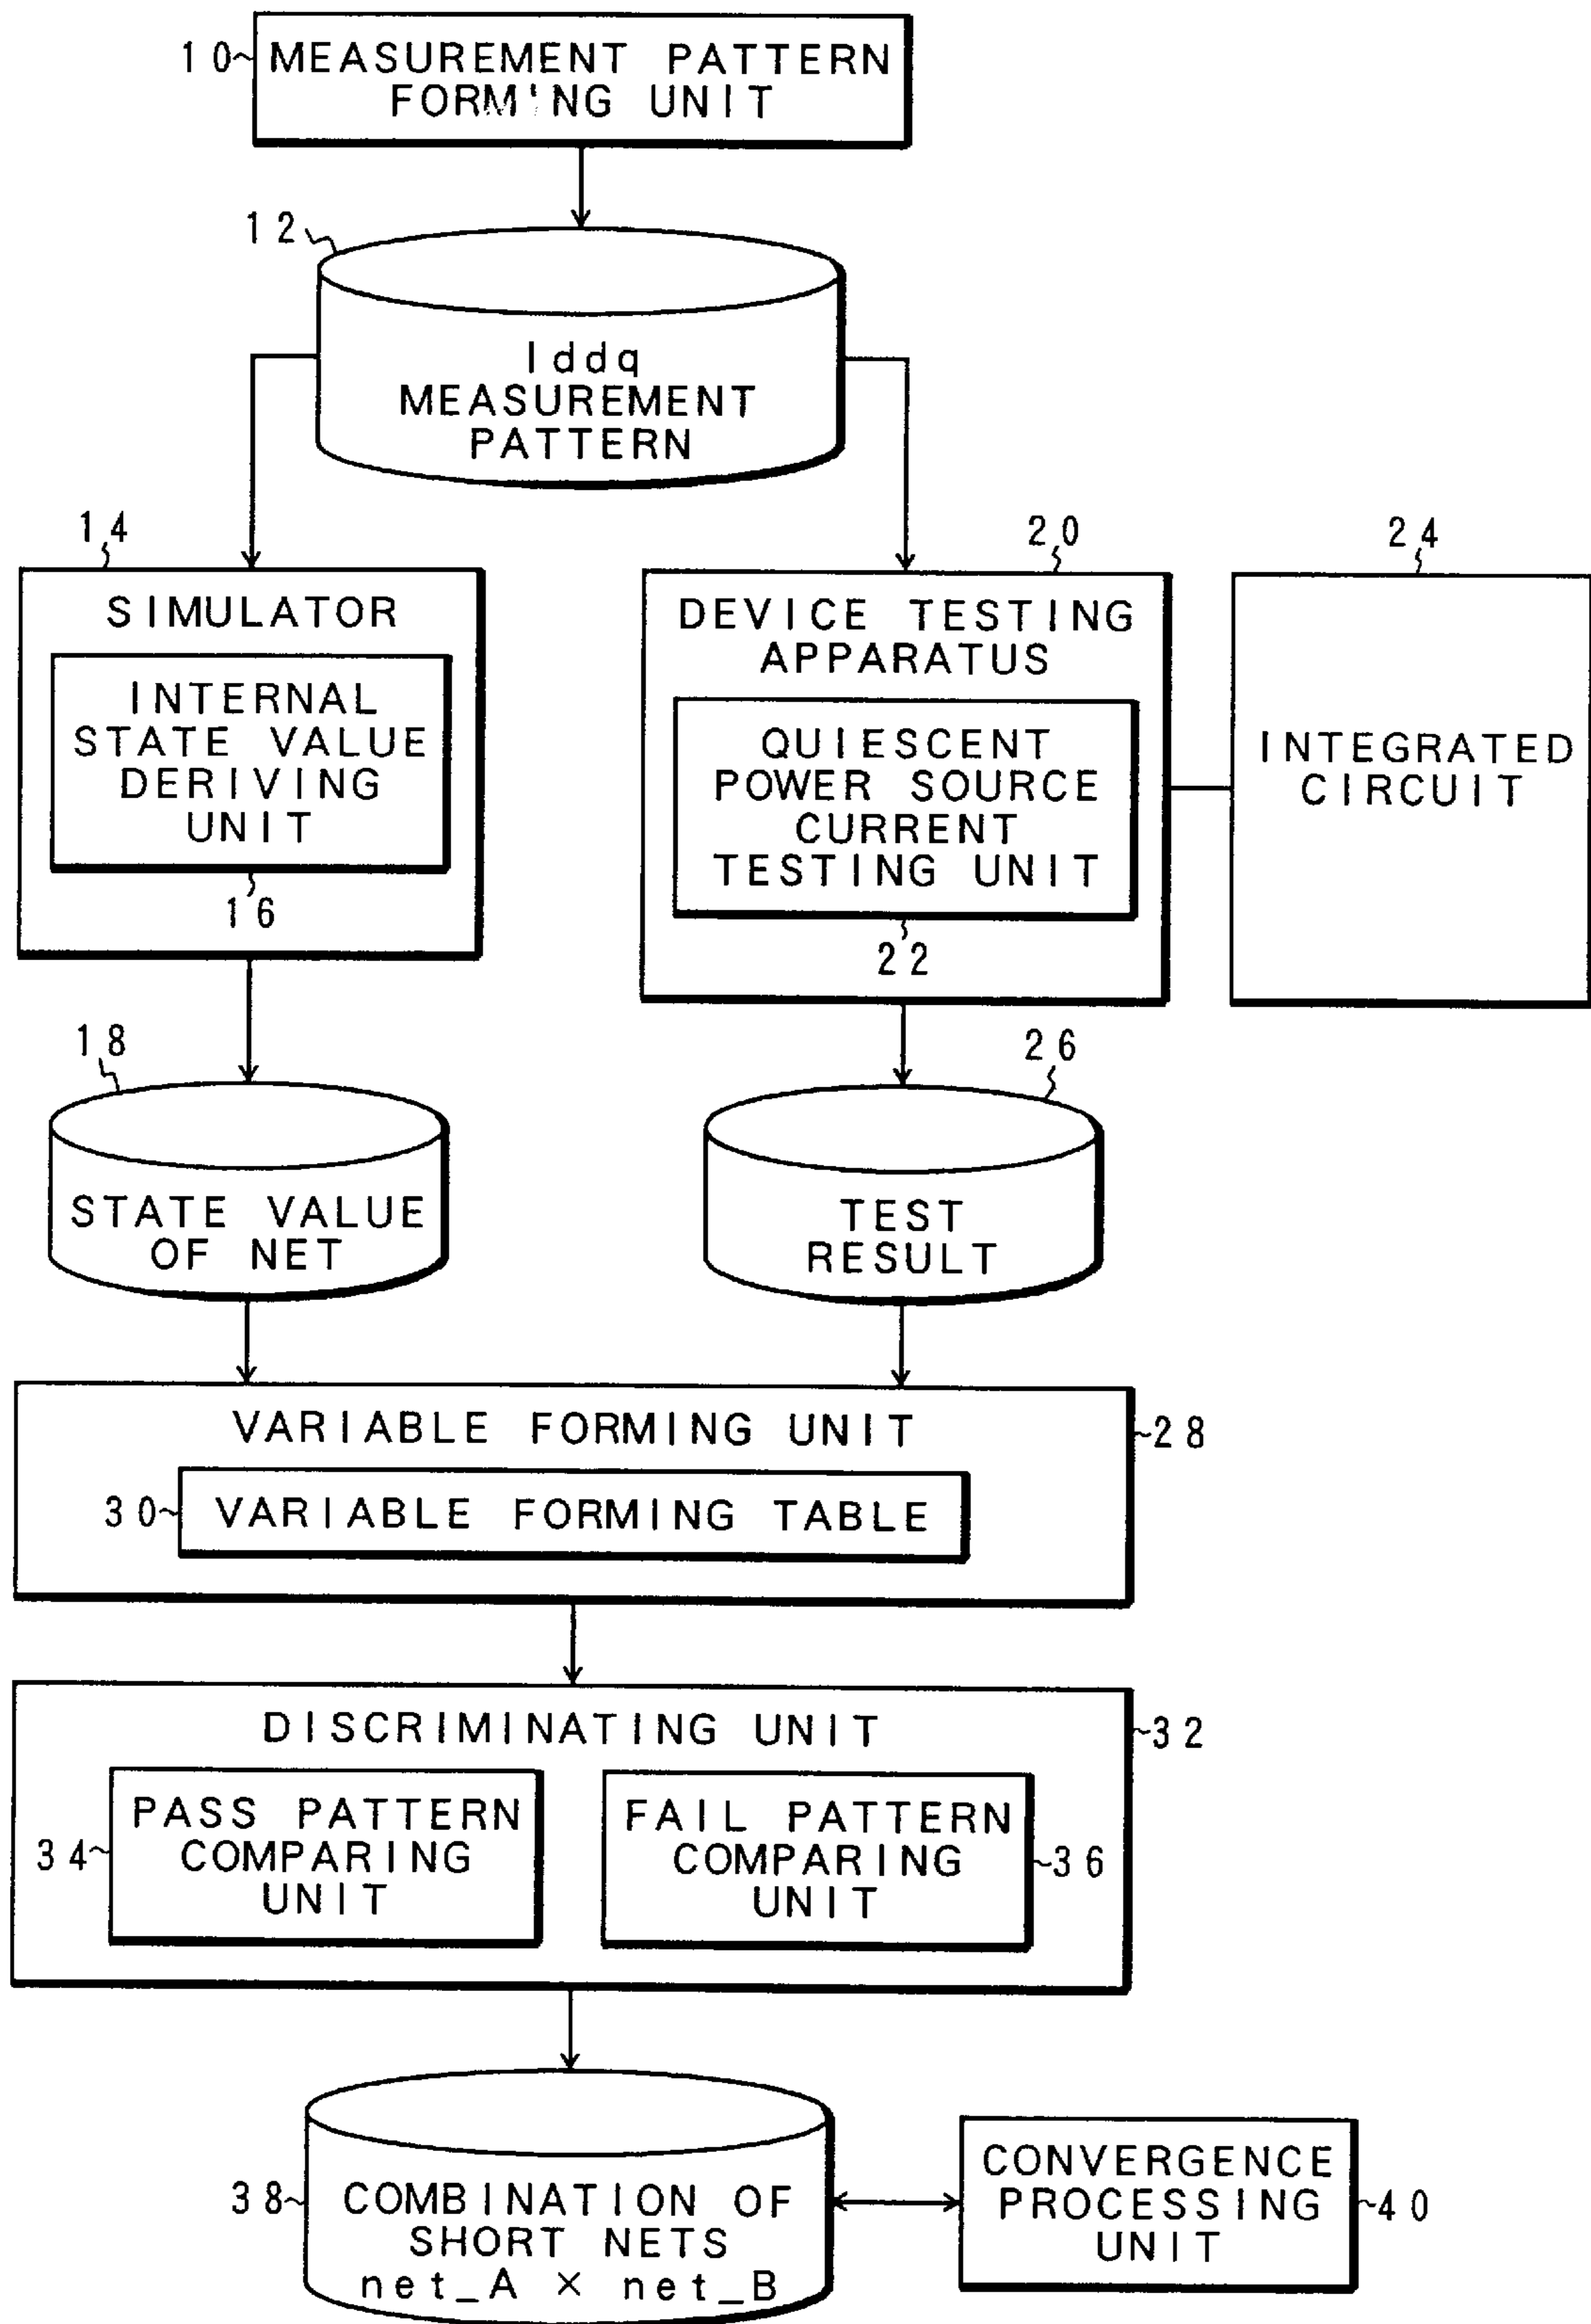 10
MEASUREMENT PATTERN
FORM'NG UNIT
12
Iddq
MEASUREMENT
PATTERN
14
SIMULATOR
INTERNAL
STATE VALUE
DERIVING
UNIT
16
20
DEVICE TESTING
APPARATUS
QUIESCENT
POWER SOURCE
CURRENT
TESTING UNIT
22
24
INTEGRATED
CIRCUIT
18
STATE VALUE
OF NET
26
TEST
RESULT
VARIABLE FORMING UNIT
28
30
VARIABLE FORMING TABLE
DISCRIMINATING UNIT
32
34
PASS PATTERN
COMPARING
UNIT
FAIL PATTERN
COMPARING
UNIT
36
38
COMBINATION OF
SHORT NETS
net_A × net_B
CONVERGENCE
PROCESSING
UNIT
40